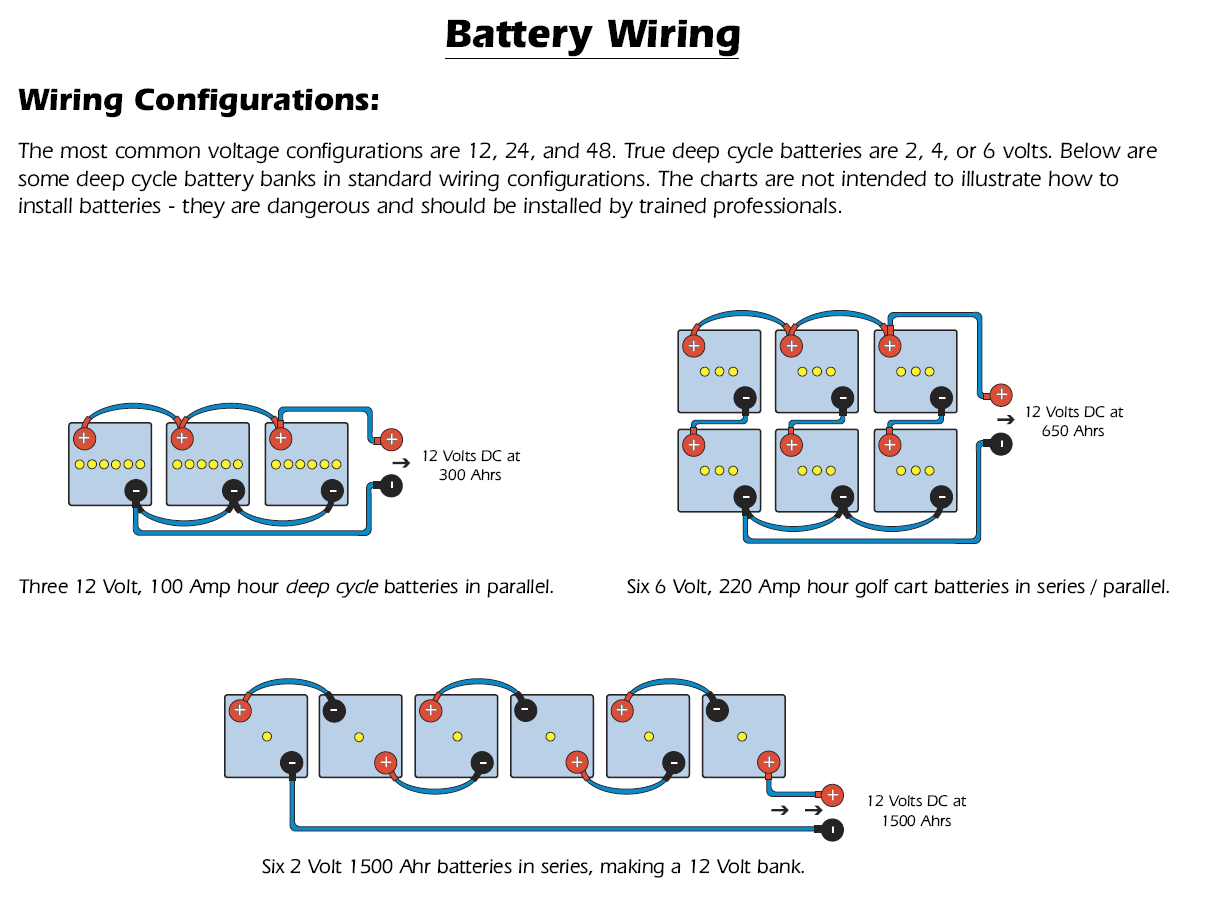 Battery Wiring
Wiring Configurations:
The most common voltage configurations are 12, 24, and 48. True deep cycle batteries are 2, 4, or 6 volts. Below are
some deep cycle battery banks in standard wiring configurations. The charts are not intended to illustrate how to
install batteries - they are dangerous and should be installed by trained professionals.
12 Volts DC at
300 Ahrs
Three 12 Volt, 100 Amp hour deep cycle batteries in parallel.
12 Volts DC at
650 Ahrs
Six 6 Volt, 220 Amp hour golf cart batteries in series / parallel.
12 Volts DC at
1500 Ahrs
Six 2 Volt 1500 Ahr batteries in series, making a 12 Volt bank.